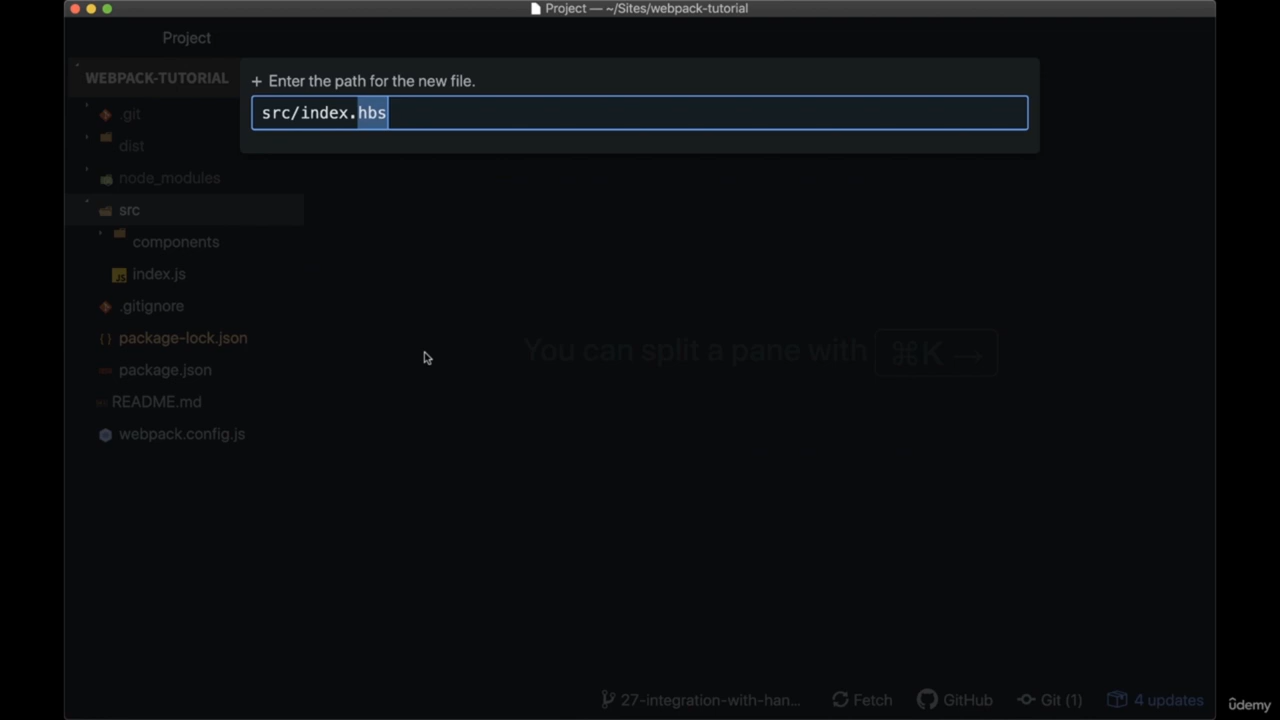 Project — ~/Sites/webpack-tutorial
Project
WEBPACK-TUTORIAL
.git
dist
node_modules
src
components
JS index.js
.gitignore
{} package-lock.json
package.json
README.md
webpack.config.js
+ Enter the path for the new file.
src/index.hbs
You can split a pane with ⌘K →
27-integration-with-han... Fetch GitHub Git (1) 4 updates
ûdemy